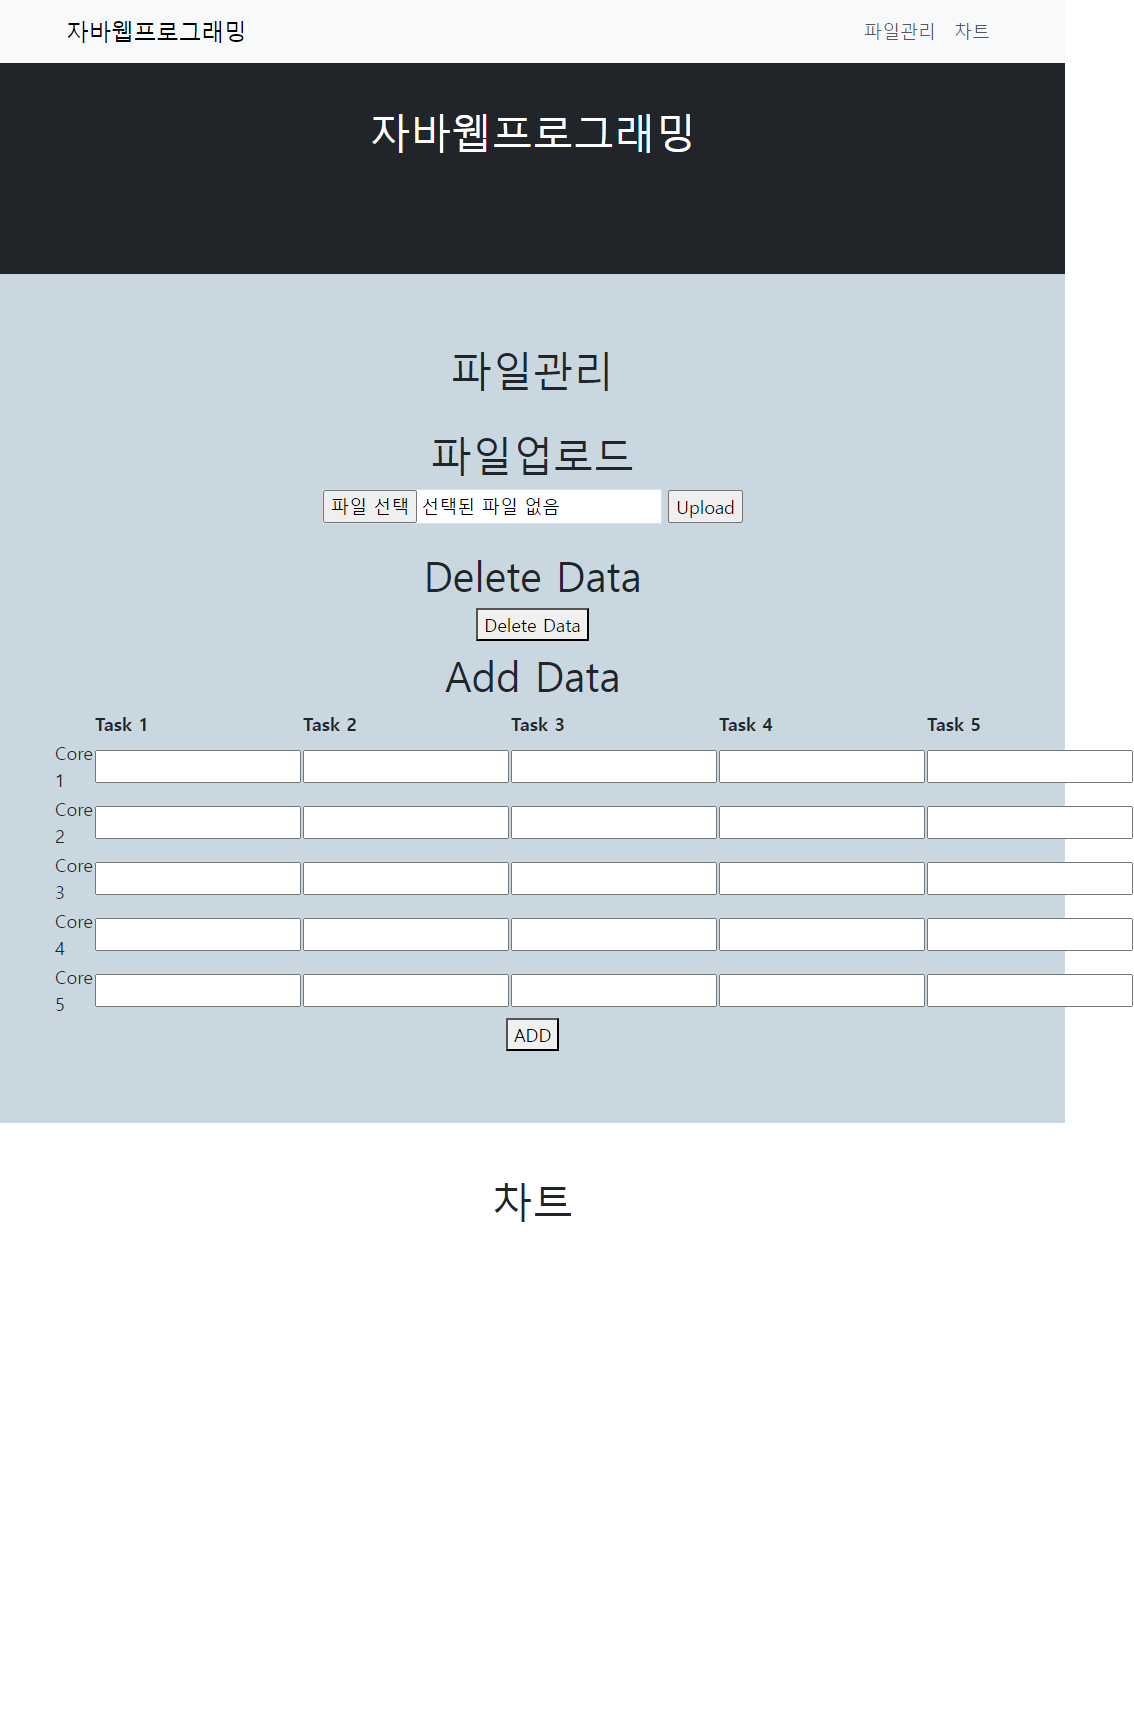 자바웹프로그래밍 파일관리 차트
자바웹프로그래밍
파일관리
파일업로드
파일 선택 선택된 파일 없음 Upload
Delete Data
Delete Data
Add Data
Task 1 Task 2 Task 3 Task 4 Task 5
Core
1
Core
2
Core
3
Core
4
Core
5
ADD
차트